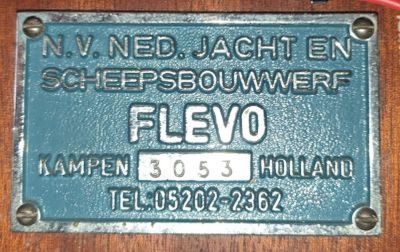 N.V. NED. JACHT EN
SCHEEPSBOUWWERF
FLEVO
KAMPEN 3053 HOLLAND
TEL.:05202-2362